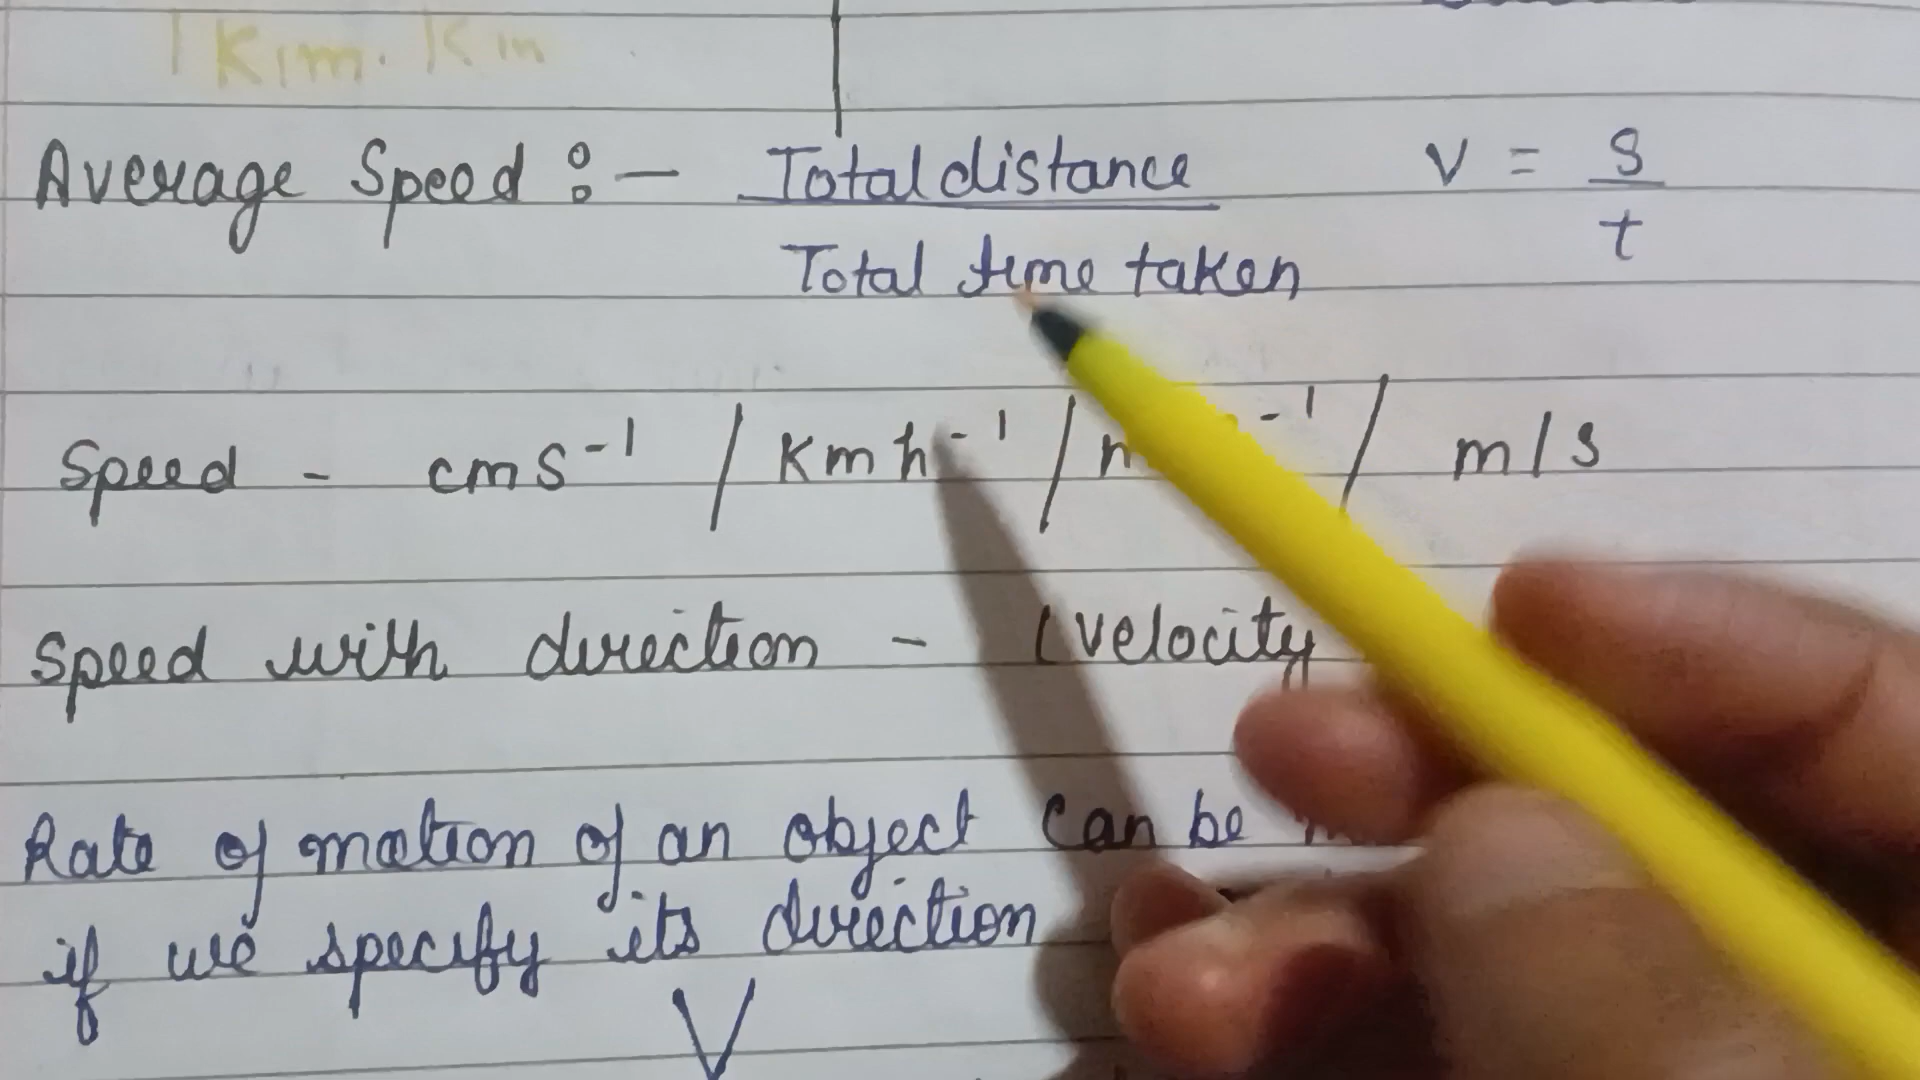 Average Speed :- Total distance V = S
Total time taken t
Speed - cms⁻¹ / Kmh⁻¹ / ⁻¹ / m/s
Speed with direction - (velocity
Rate of motion of an object can be
if we specify its direction
V